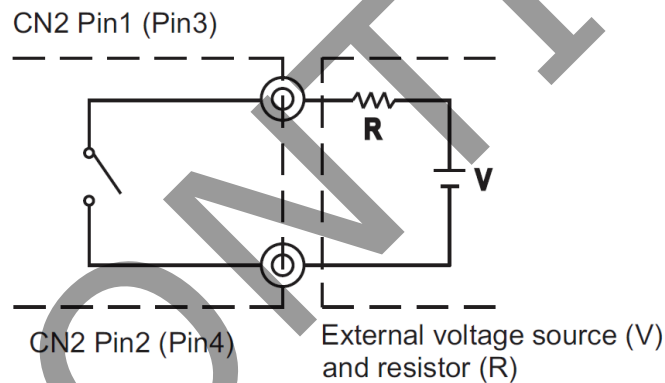 CN2 Pin1 (Pin3)
R
V
CN2 Pin2 (Pin4)
External voltage source (V)
and resistor (R)